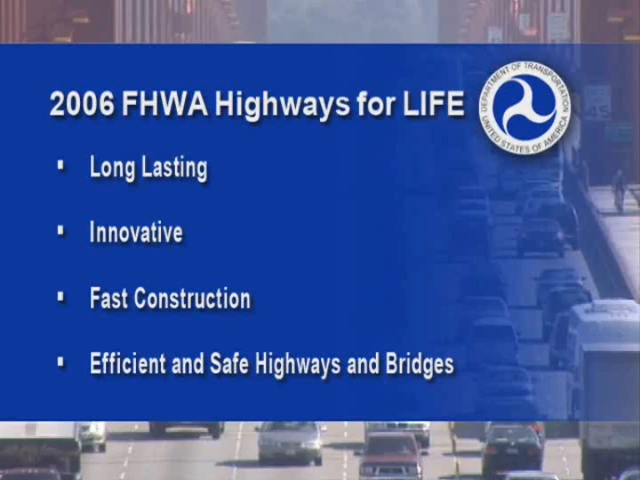 2006 FHWA Highways for LIFE
DEPARTMENT OF TRANSPORTATION
UNITED STATES OF AMERICA
▪ Long Lasting
▪ Innovative
▪ Fast Construction
▪ Efficient and Safe Highways and Bridges
45